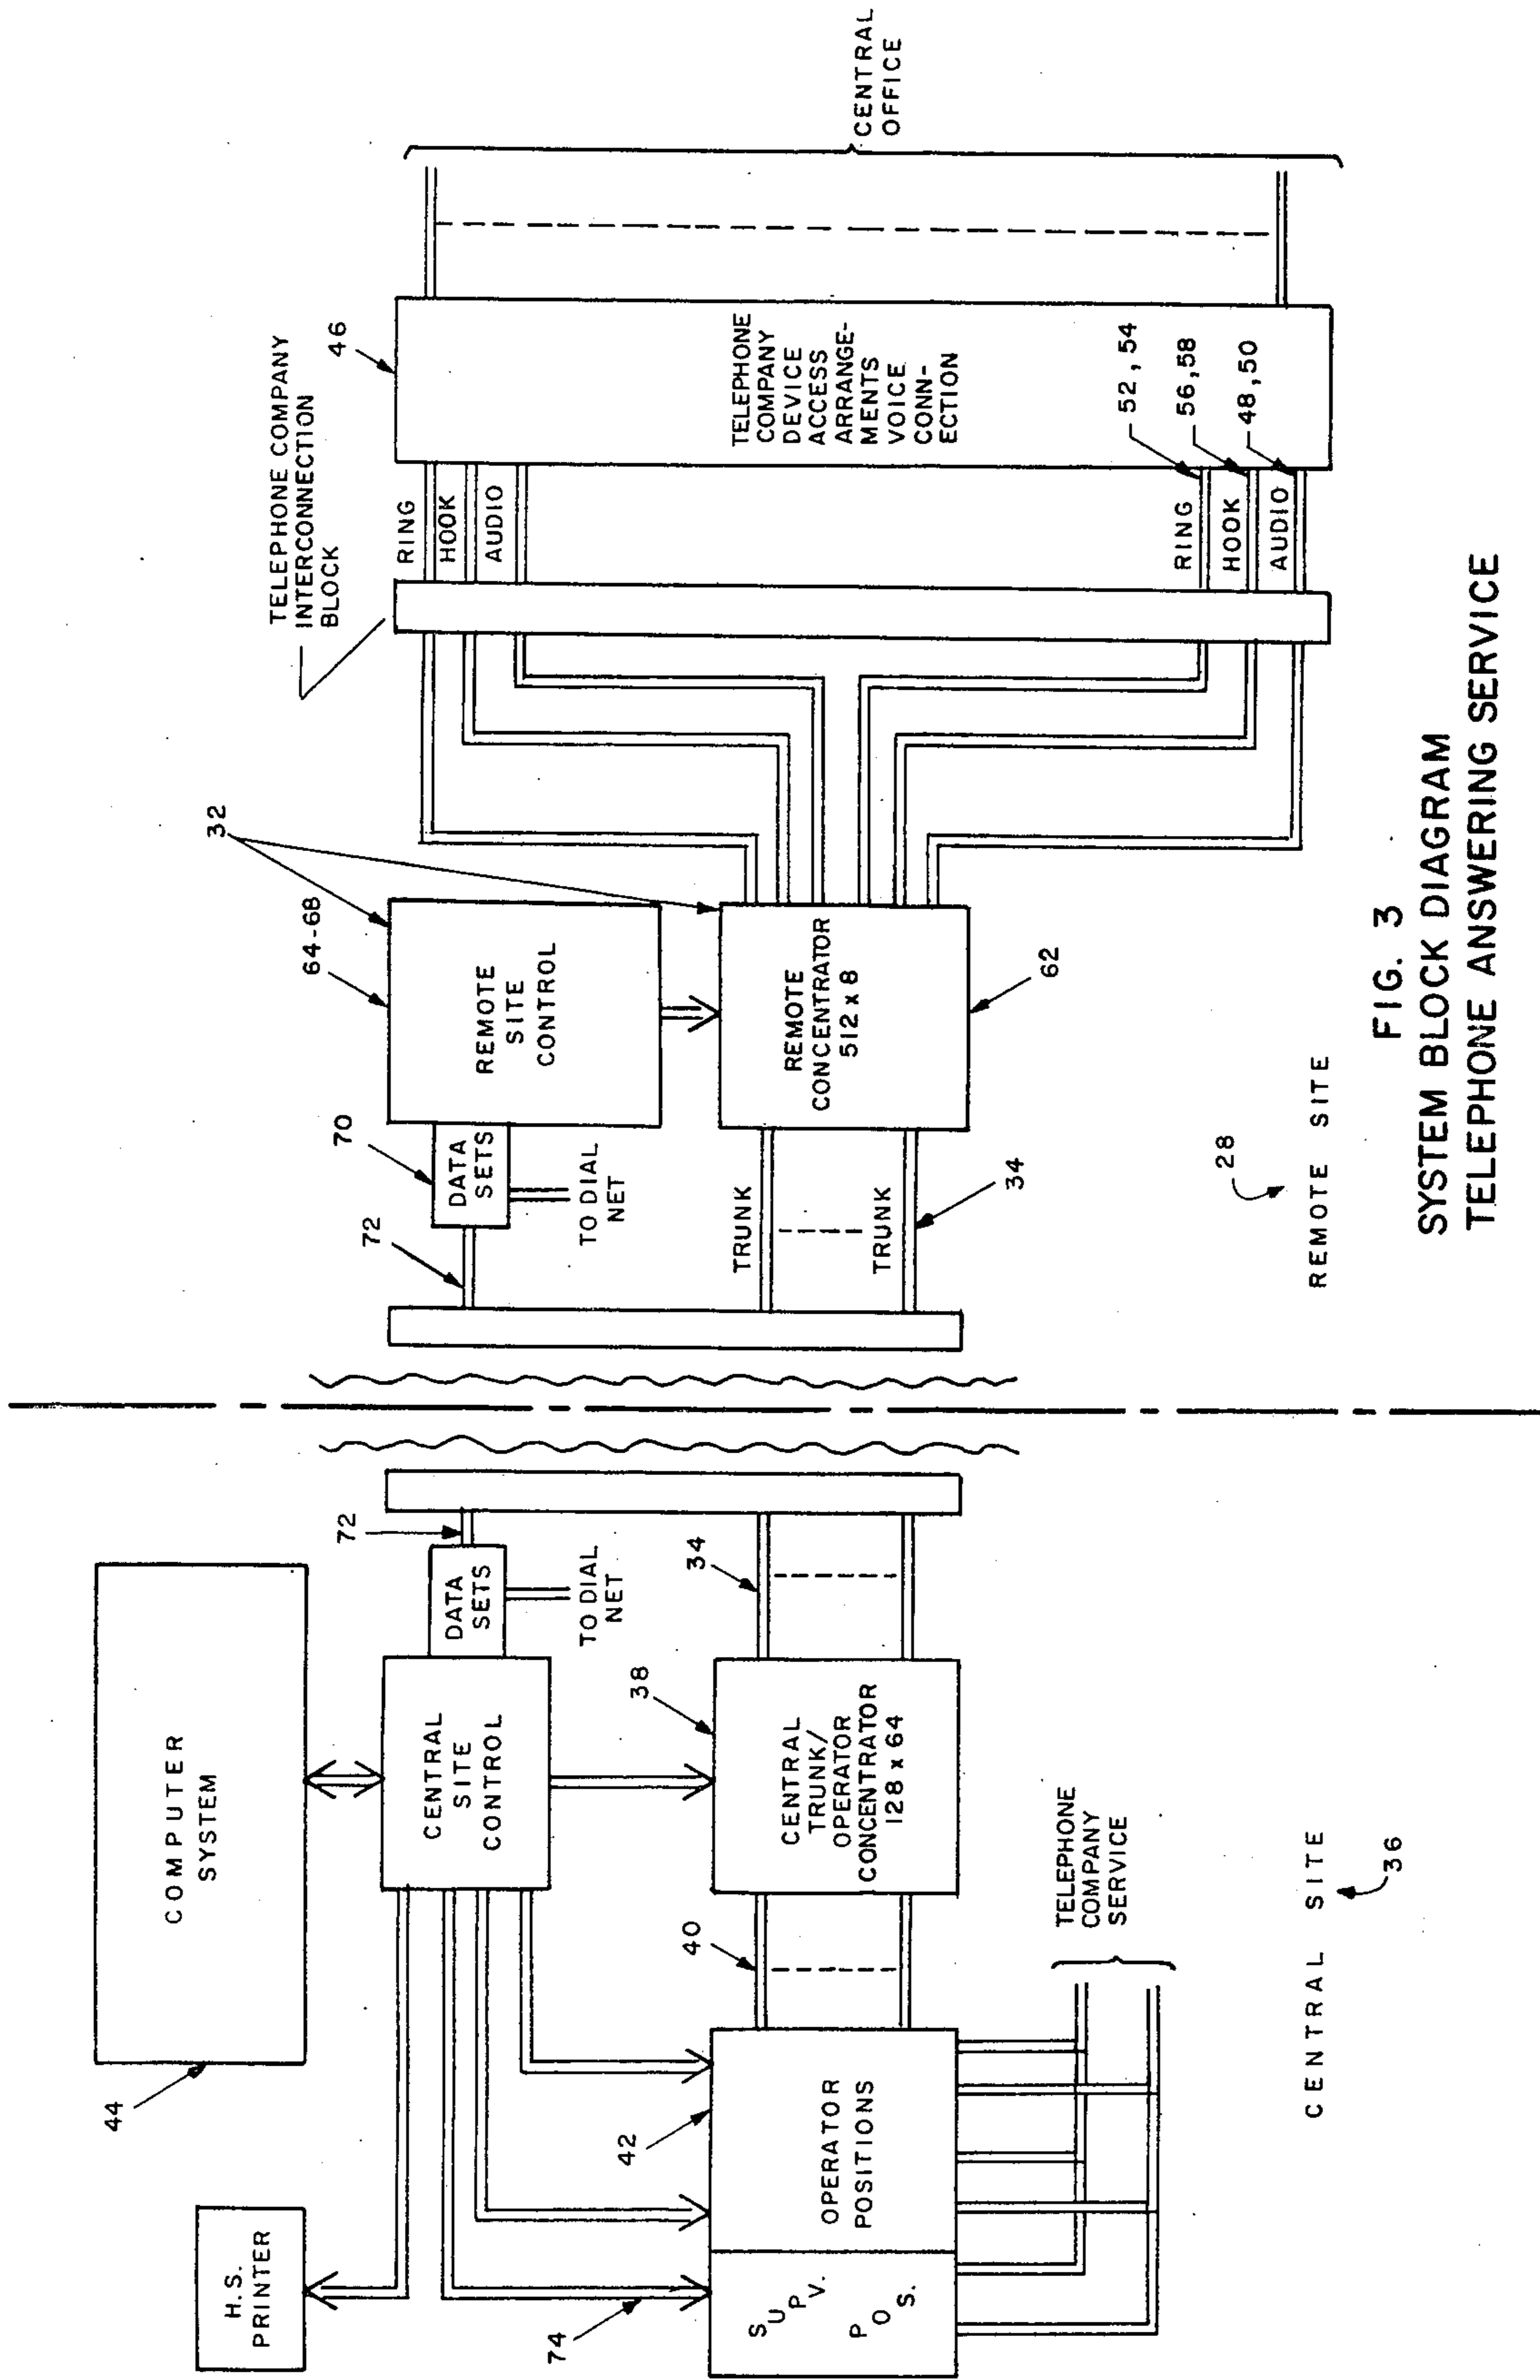 H.S.
PRINTER
44
COMPUTER
SYSTEM
74
CENTRAL
SITE
CONTROL
DATA
SETS
72
TO DIAL
NET
SUPV.
POS.
42
OPERATOR
POSITIONS
40
38
CENTRAL
TRUNK/
OPERATOR
CONCENTRATOR
128 x 64
34
TELEPHONE
COMPANY
SERVICE
CENTRAL SITE
36
72
70
DATA
SETS
TO DIAL
NET
64-68
32
REMOTE
SITE
CONTROL
TRUNK
TRUNK
34
REMOTE
CONCENTRATOR
512 x 8
62
TELEPHONE COMPANY
INTERCONNECTION
BLOCK
RING
HOOK
AUDIO
46
TELEPHONE
COMPANY
DEVICE
ACCESS
ARRANGE-
MENTS
VOICE
CONN-
ECTION
RING
HOOK
AUDIO
52, 54
56, 58
48, 50
CENTRAL
OFFICE
28
REMOTE SITE
FIG. 3
SYSTEM BLOCK DIAGRAM
TELEPHONE ANSWERING SERVICE